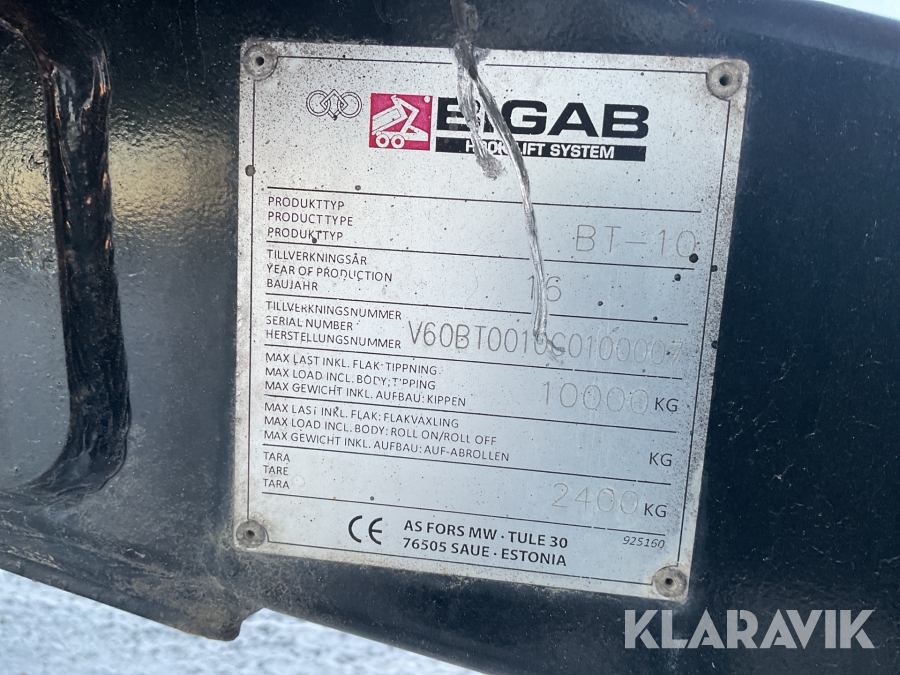 BIGAB
HOOKLIFT SYSTEM
PRODUKTTYP
PRODUCT TYPE
PRODUKTTYP
BT-10
TILLVERKNINGSÅR
YEAR OF PRODUCTION
BAUJAHR
16
TILLVERKNINGSNUMMER
SERIAL NUMBER
HERSTELLUNGSNUMMER
MAX LAST INKL. FLAK: TIPPNING
MAX LOAD INCL. BODY: TIPPING
MAX GEWICHT INKL. AUFBAU: KIPPEN
10000 KG
MAX LAST INKL. FLAK: FLAKVÄXLING
MAX LOAD INCL. BODY: ROLL ON/ROLL OFF
MAX GEWICHT INKL. AUFBAU: AUF-ABROLLEN
KG
TARA
TARE
TARA
2400 KG
CE
AS FORS MW · TULE 30
76505 SAUE · ESTONIA
925160
KLARAVIK